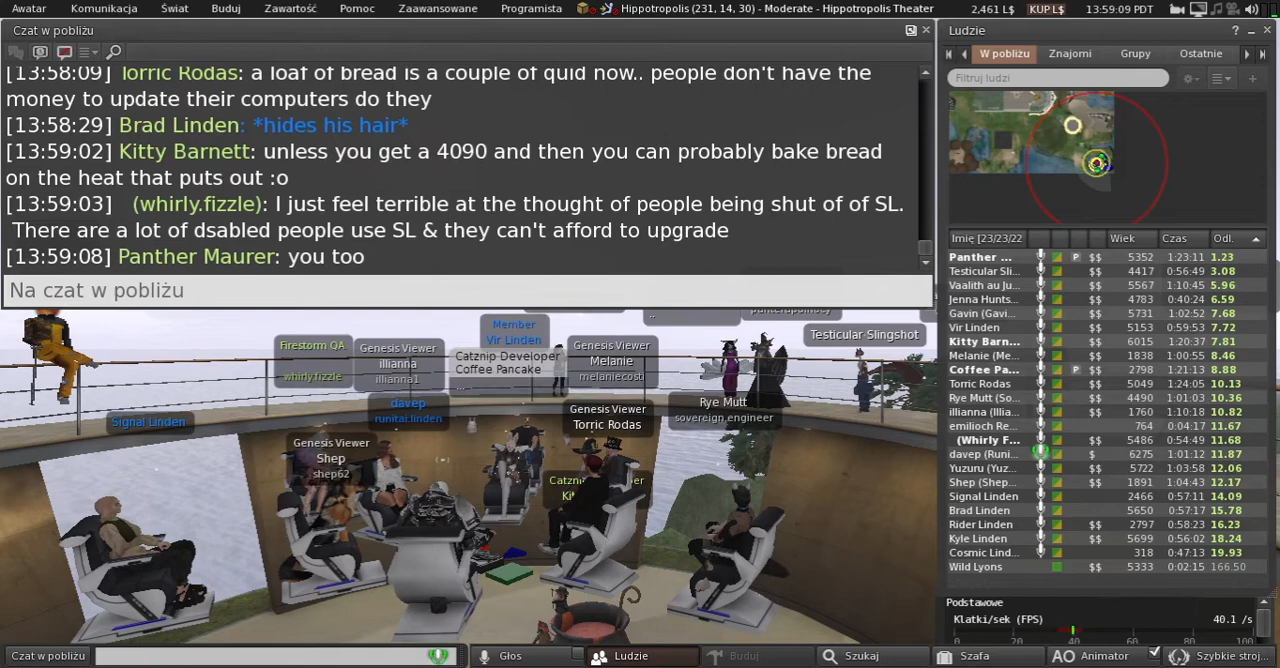 Awatar Komunikacja Świat Buduj Zawartość Pomoc Zaawansowane Programista Hippotropolis (231, 14, 30) - Moderate - Hippotropolis Theater 2,461 L$ KUP L$ 13:59:09 PDT
Czat w pobliżu
[13:58:09] Torric Rodas: a loaf of bread is a couple of quid now.. people don't have the
money to update their computers do they
[13:58:29] Brad Linden: *hides his hair*
[13:59:02] Kitty Barnett: unless you get a 4090 and then you can probably bake bread
on the heat that puts out :o
[13:59:03] (whirly.fizzle): I just feel terrible at the thought of people being shut of of SL.
There are a lot of dsabled people use SL & they can't afford to upgrade
[13:59:08] Panther Maurer: you too
Na czat w pobliżu
Testicular Slingshot
Member
Vir Linden
Firestorm QA
whirly.fizzle
Genesis Viewer
illianna
illianna1
Catznip Developer
Coffee Pancake
...
Genesis Viewer
Melanie
melaniecosti
davep
runitai.linden
Genesis Viewer
Torric Rodas
Rye Mutt
sovereign.engineer
Signal Linden
Genesis Viewer
Shep
shep62
Ludzie
W pobliżu Znajomi Grupy Ostatnie
Filtruj ludzi
Imię [23/23/22 Wiek Czas Odl.
Panther ... P $$ 5352 1:23:11 1.23
Testicular Sli... $$ 4417 0:56:49 3.08
Vaalith au Ju... $$ 5567 1:10:45 5.96
Jenna Hunts... $$ 4783 0:40:24 6.59
Gavin (Gavi... $$ 5731 1:02:52 7.68
Vir Linden $$ 5153 0:59:53 7.72
Kitty Barn... $$ 6015 1:20:37 7.81
Melanie (Me... $$ 1838 1:00:55 8.46
Coffee Pa... P $$ 2798 1:21:13 8.88
Torric Rodas $$ 5049 1:24:05 10.13
Rye Mutt (So... $$ 4490 1:01:03 10.36
illianna (Illia... $$ 1760 1:10:18 10.82
emilioch Rei... 764 0:04:17 11.67
(Whirly F... $$ 5486 0:54:49 11.68
davep (Runi... $ 6275 1:01:12 11.87
Yuzuru (Yuz... $$ 5722 1:03:58 12.06
Shep (Shep... $$ 1891 1:04:43 12.17
Signal Linden 2466 0:57:11 14.09
Brad Linden 5650 0:57:17 15.78
Rider Linden $$ 2797 0:58:23 16.23
Kyle Linden $$ 5699 0:56:02 18.24
Cosmic Lind... 318 0:47:13 19.93
Wild Lyons $$ 5333 0:02:15 166.50
Podstawowe
Klatki/sek (FPS) 40.1 /s
0 20 40 60 80 100
Czat w pobliżu Głos Ludzie Buduj Szukaj Szafa AO Animator Szybkie stroj...